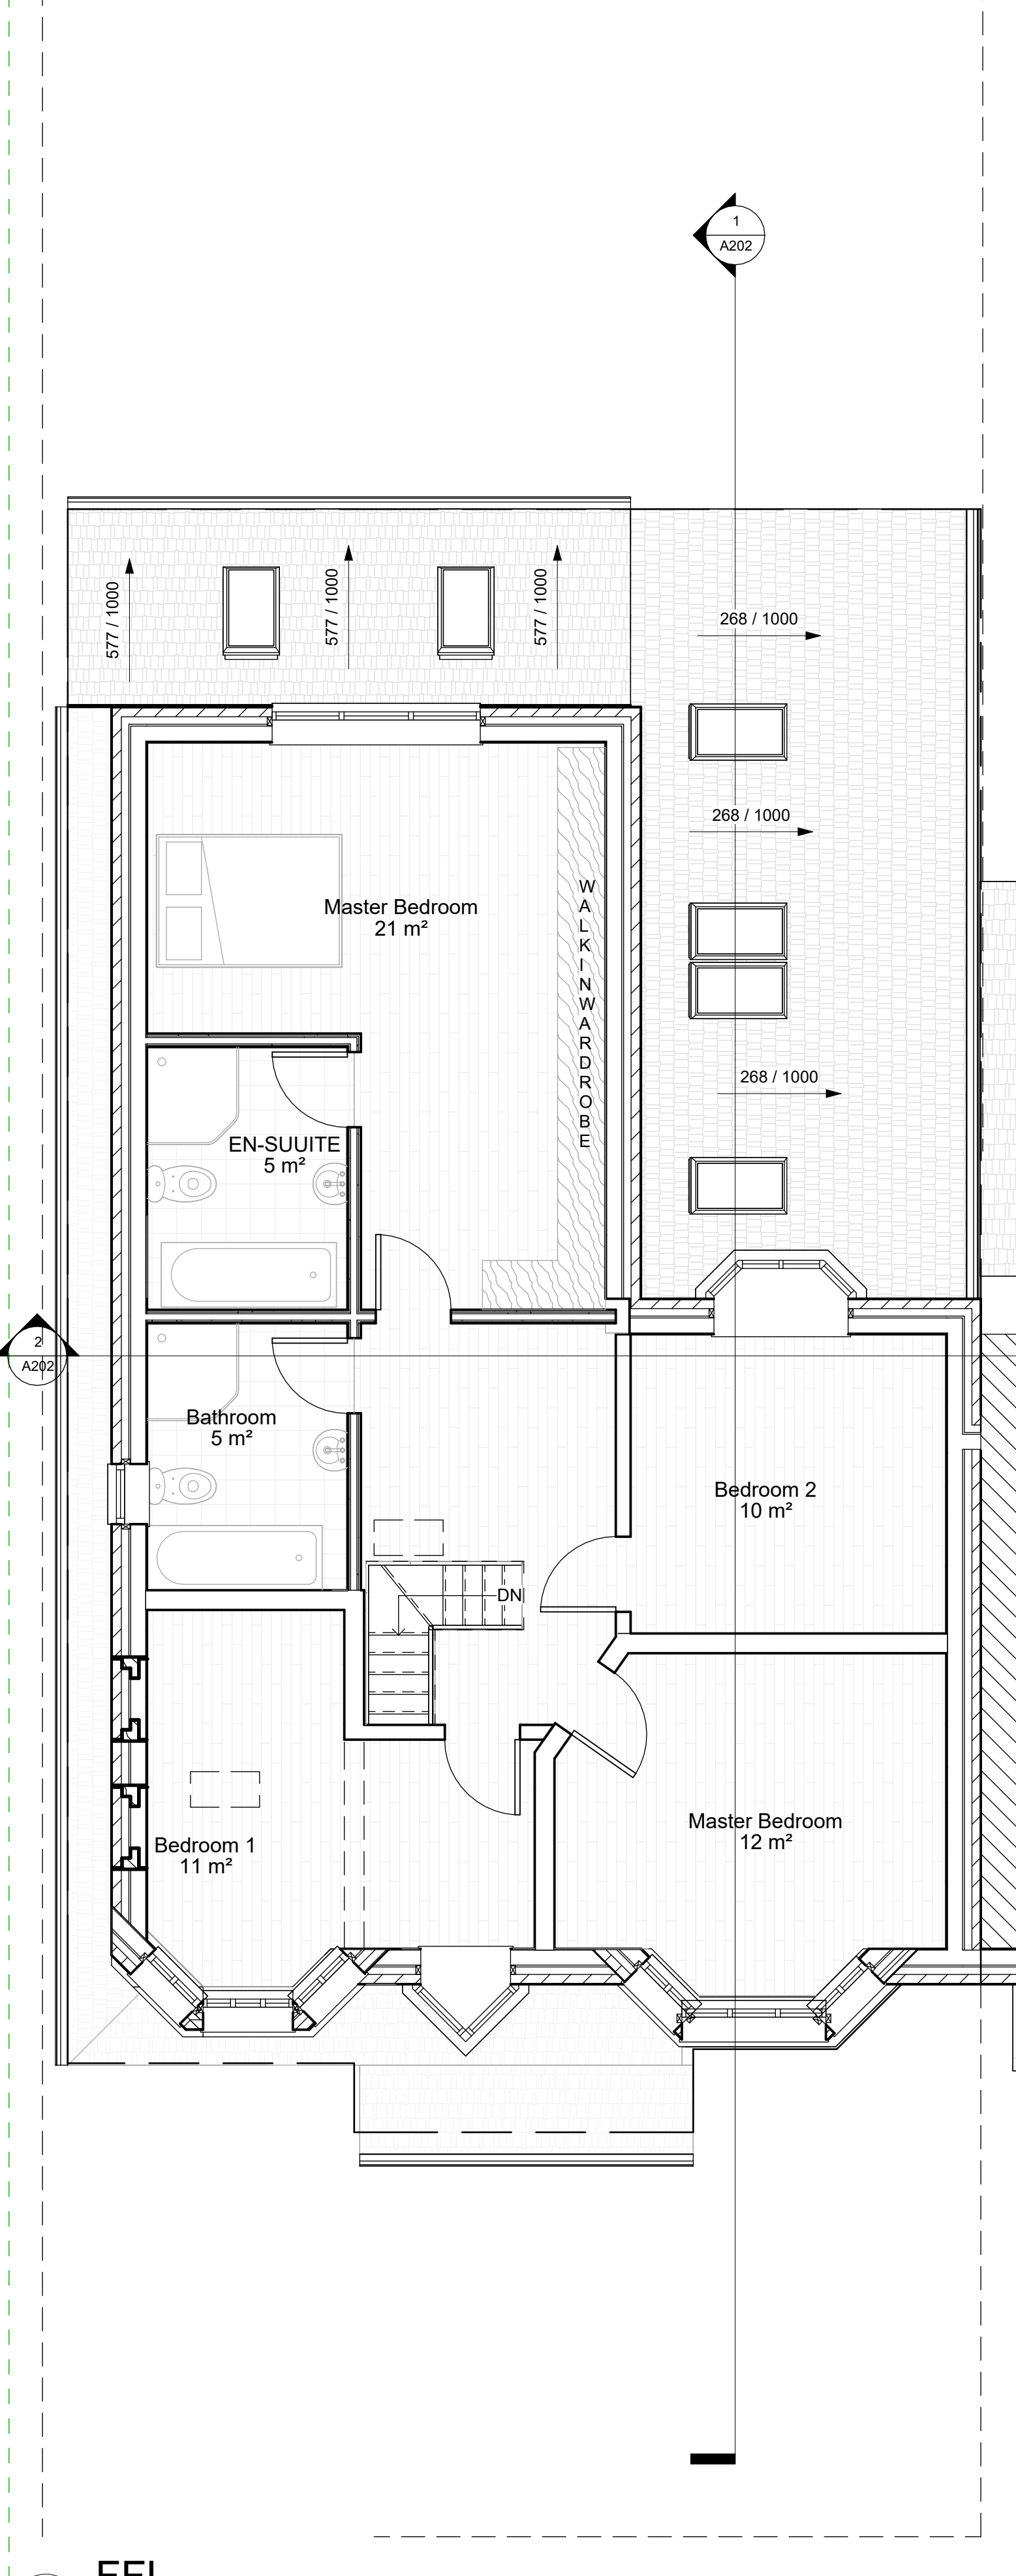 1
A202
577 / 1000
577 / 1000
577 / 1000
268 / 1000
268 / 1000
Master Bedroom
21 m²
WALKINWARDROBE
268 / 1000
EN-SUUITE
5 m²
2
A202
Bathroom
5 m²
Bedroom 2
10 m²
DN
Master Bedroom
12 m²
Bedroom 1
11 m²